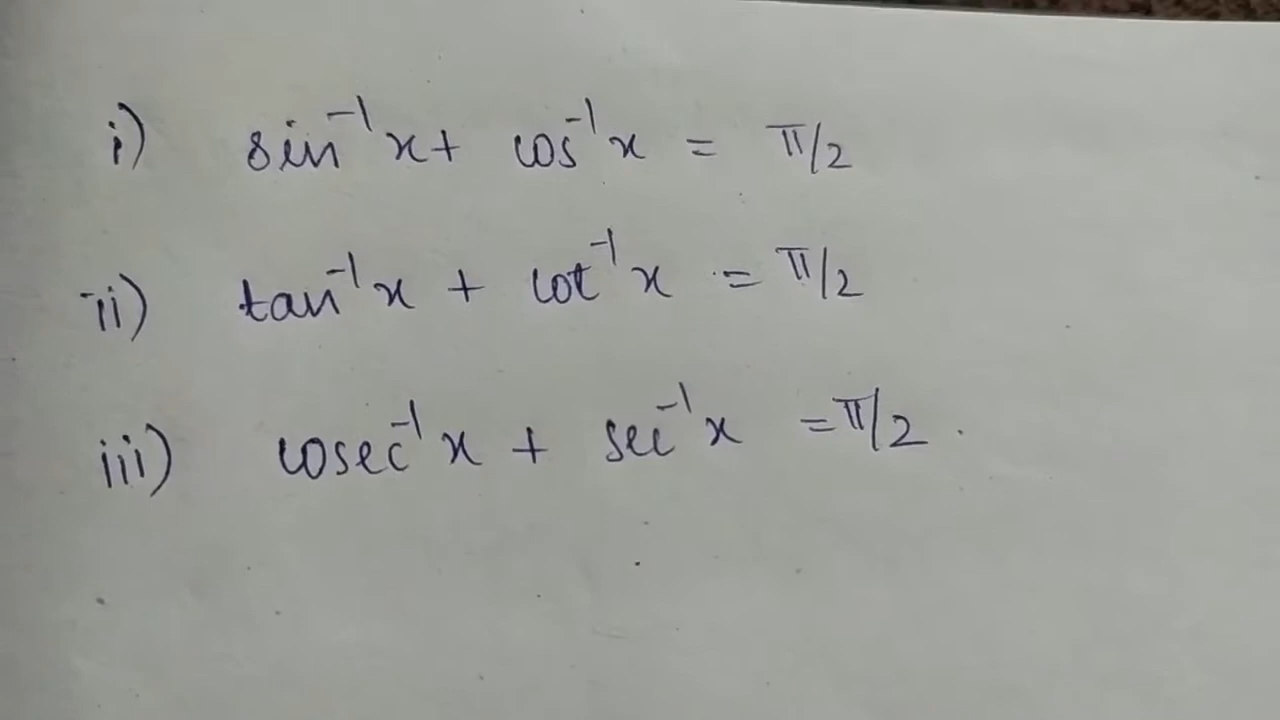 i) sin⁻¹x + cos⁻¹x = π/2
ii) tan⁻¹x + cot⁻¹x = π/2
iii) cosec⁻¹x + sec⁻¹x = π/2.